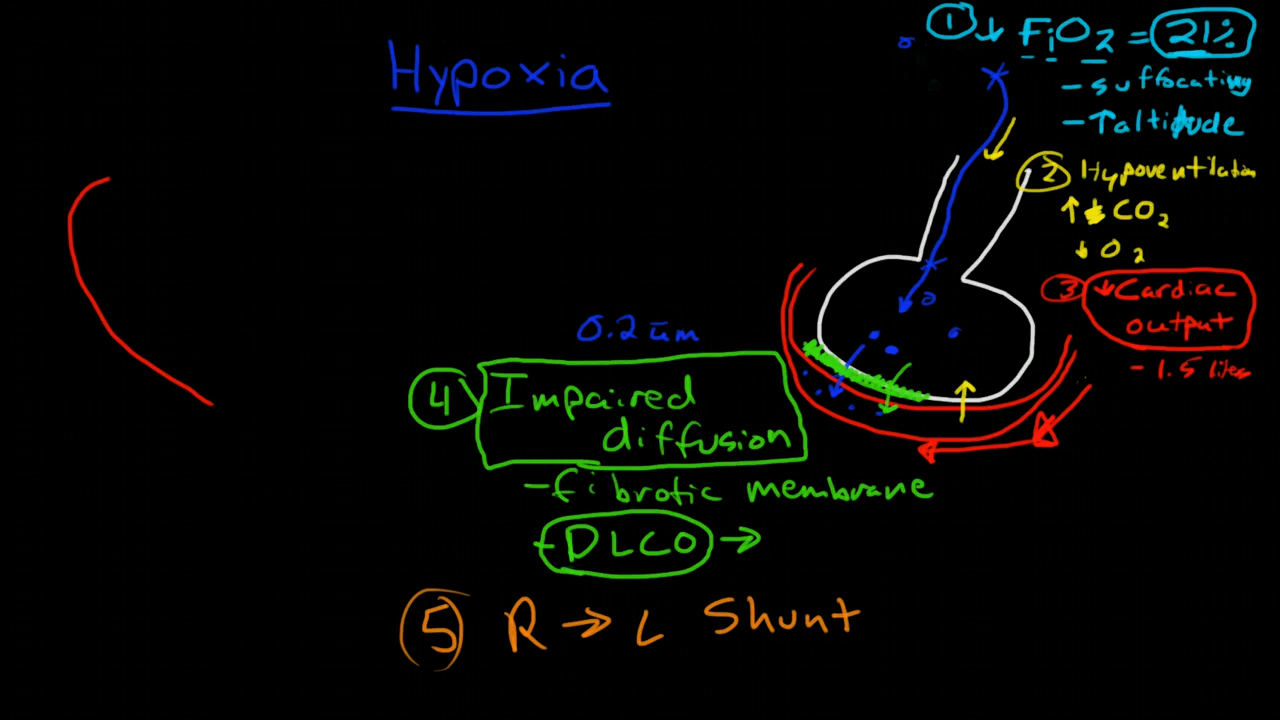 Hypoxia
① ↓ FiO2 = 21%
- suffocating
- ↑ altitude
② Hypoventilation
↑ CO2
↓ O2
③ ↓ Cardiac
output
- 1.5 lites
0.2 um
④ Impaired
diffusion
- fibrotic membrane
- DLCO →
⑤ R → L Shunt